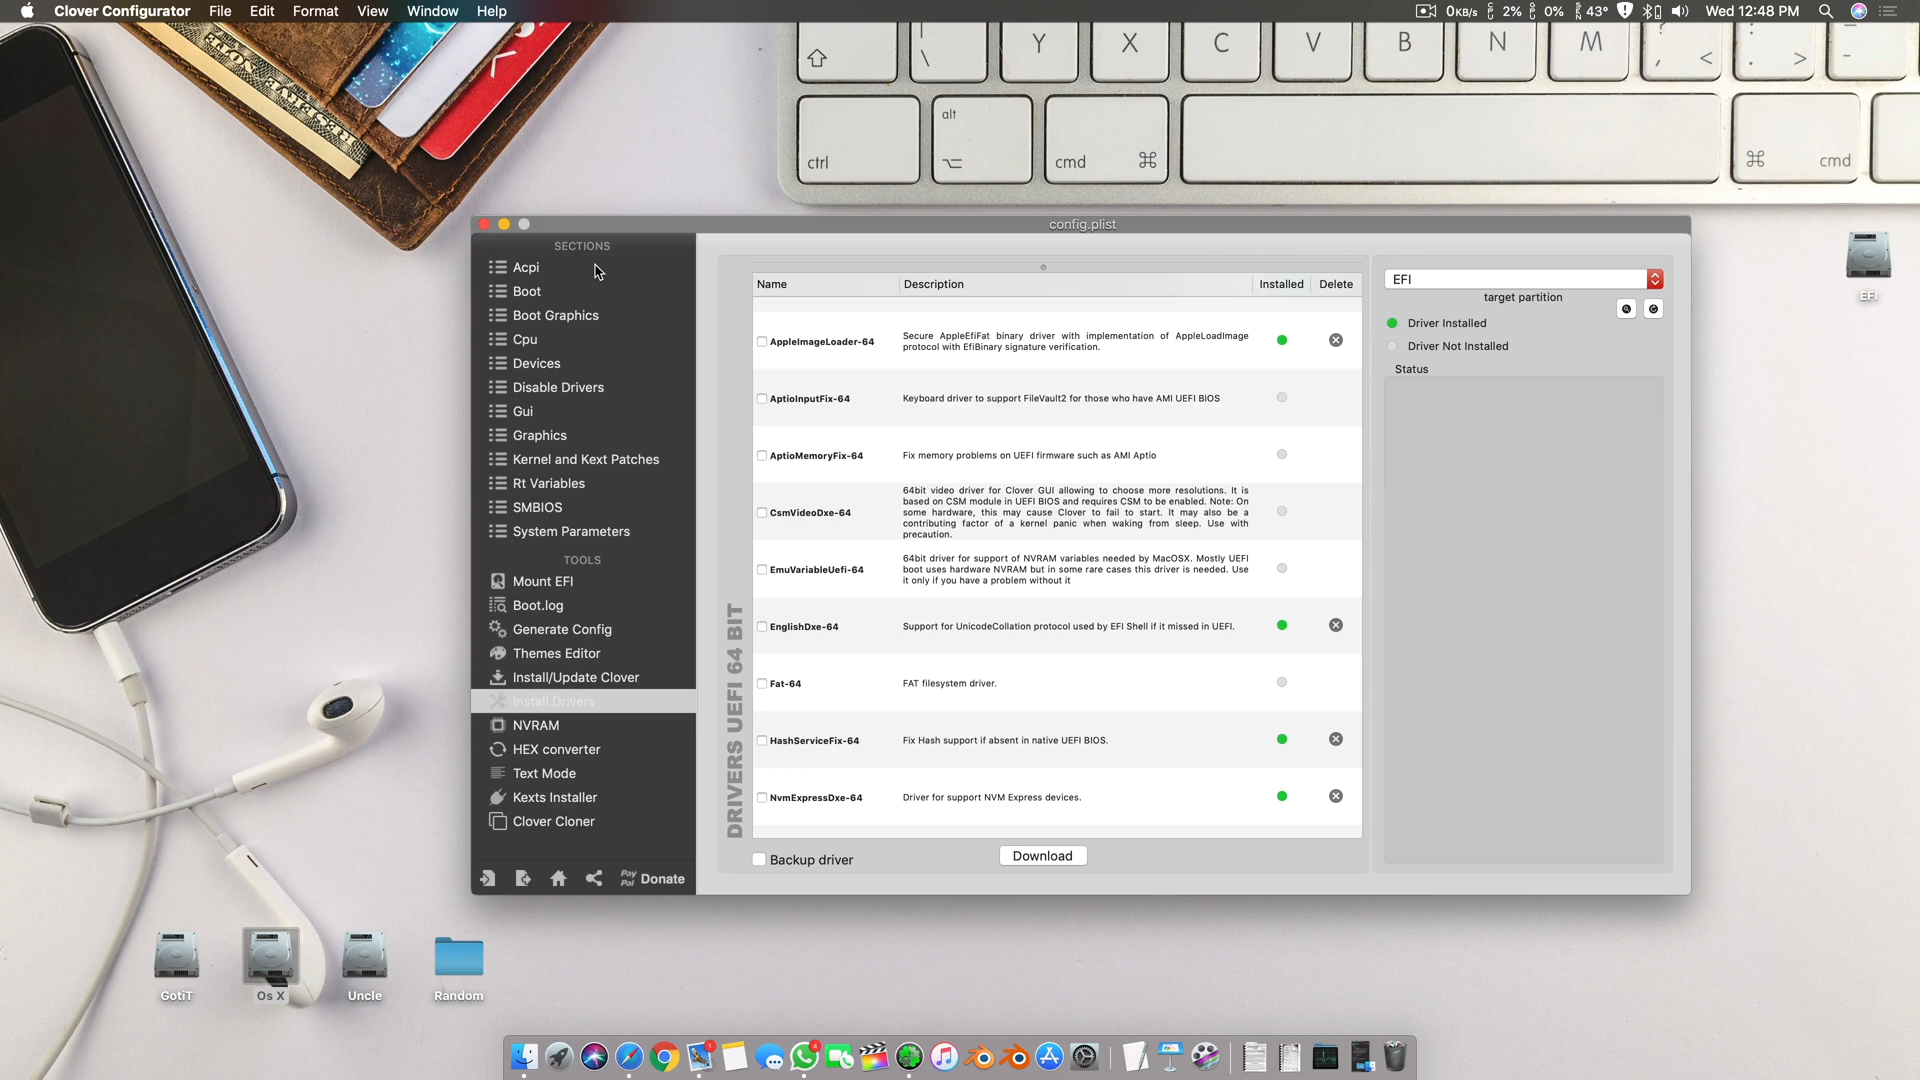 Clover Configurator File Edit Format View Window Help
0KB/s 2% 0% 43° Wed 12:48 PM
RESERVE NOTE
\ Y X C V B N M , < . > -
ctrl alt cmd ⌘ ⌘ cmd
config.plist
SECTIONS
Acpi
Boot
Boot Graphics
Cpu
Devices
Disable Drivers
Gui
Graphics
Kernel and Kext Patches
Rt Variables
SMBIOS
System Parameters
TOOLS
Mount EFI
Boot.log
Generate Config
Themes Editor
Install/Update Clover
Install Drivers
NVRAM
HEX converter
Text Mode
Kexts Installer
Clover Cloner
Pay Pal Donate
DRIVERS UEFI 64 BIT
Name Description Installed Delete
AppleImageLoader-64
Secure AppleEfiFat binary driver with implementation of AppleLoadImage
protocol with EfiBinary signature verification.
AptioInputFix-64 Keyboard driver to support FileVault2 for those who have AMI UEFI BIOS
AptioMemoryFix-64 Fix memory problems on UEFI firmware such as AMI Aptio
CsmVideoDxe-64
64bit video driver for Clover GUI allowing to choose more resolutions. It is
based on CSM module in UEFI BIOS and requires CSM to be enabled. Note: On
some hardware, this may cause Clover to fail to start. It may also be a
contributing factor of a kernel panic when waking from sleep. Use with
precaution.
EmuVariableUefi-64
64bit driver for support of NVRAM variables needed by MacOSX. Mostly UEFI
boot uses hardware NVRAM but in some rare cases this driver is needed. Use
it only if you have a problem without it
EnglishDxe-64 Support for UnicodeCollation protocol used by EFI Shell if it missed in UEFI.
Fat-64 FAT filesystem driver.
HashServiceFix-64 Fix Hash support if absent in native UEFI BIOS.
NvmExpressDxe-64 Driver for support NVM Express devices.
Backup driver
Download
EFI
target partition
Driver Installed
Driver Not Installed
Status
EFI
GotiT
Os X
Uncle
Random
1
4